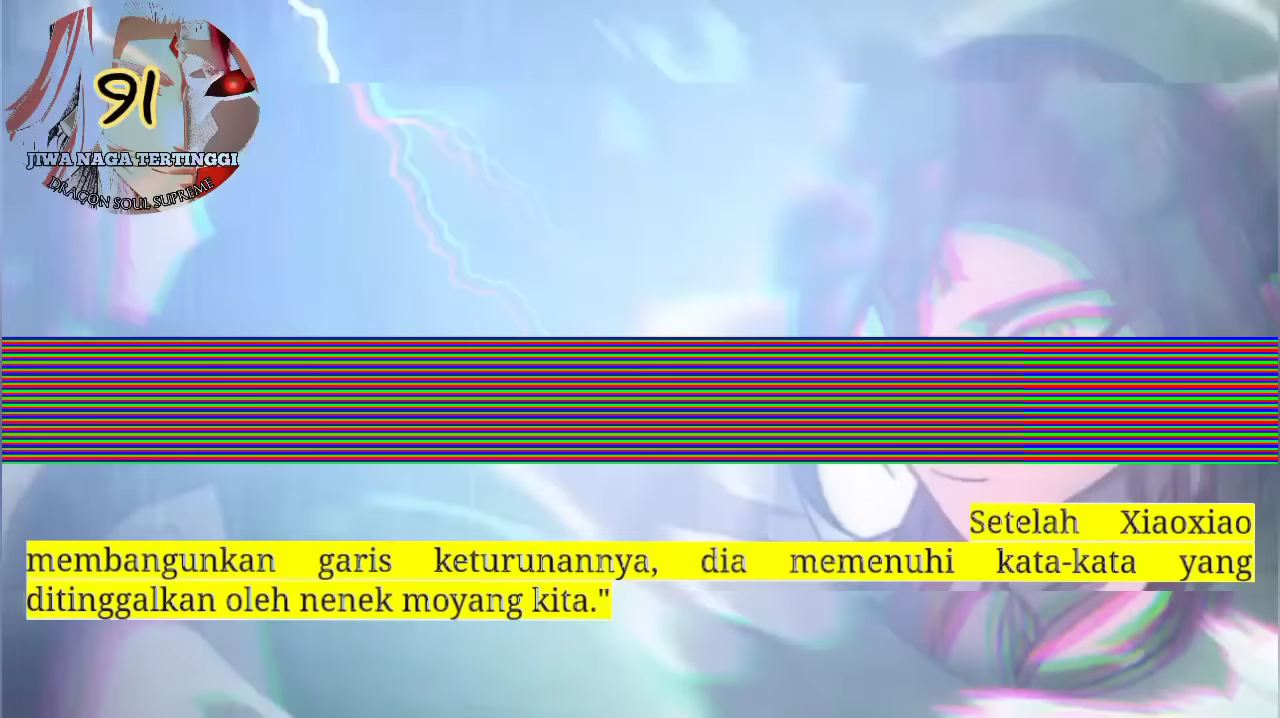 91
JIWA NAGA TERTINGGI
DRAGON SOUL SUPREME
Setelah Xiaoxiao
membangunkan garis keturunannya, dia memenuhi kata-kata yang
ditinggalkan oleh nenek moyang kita."